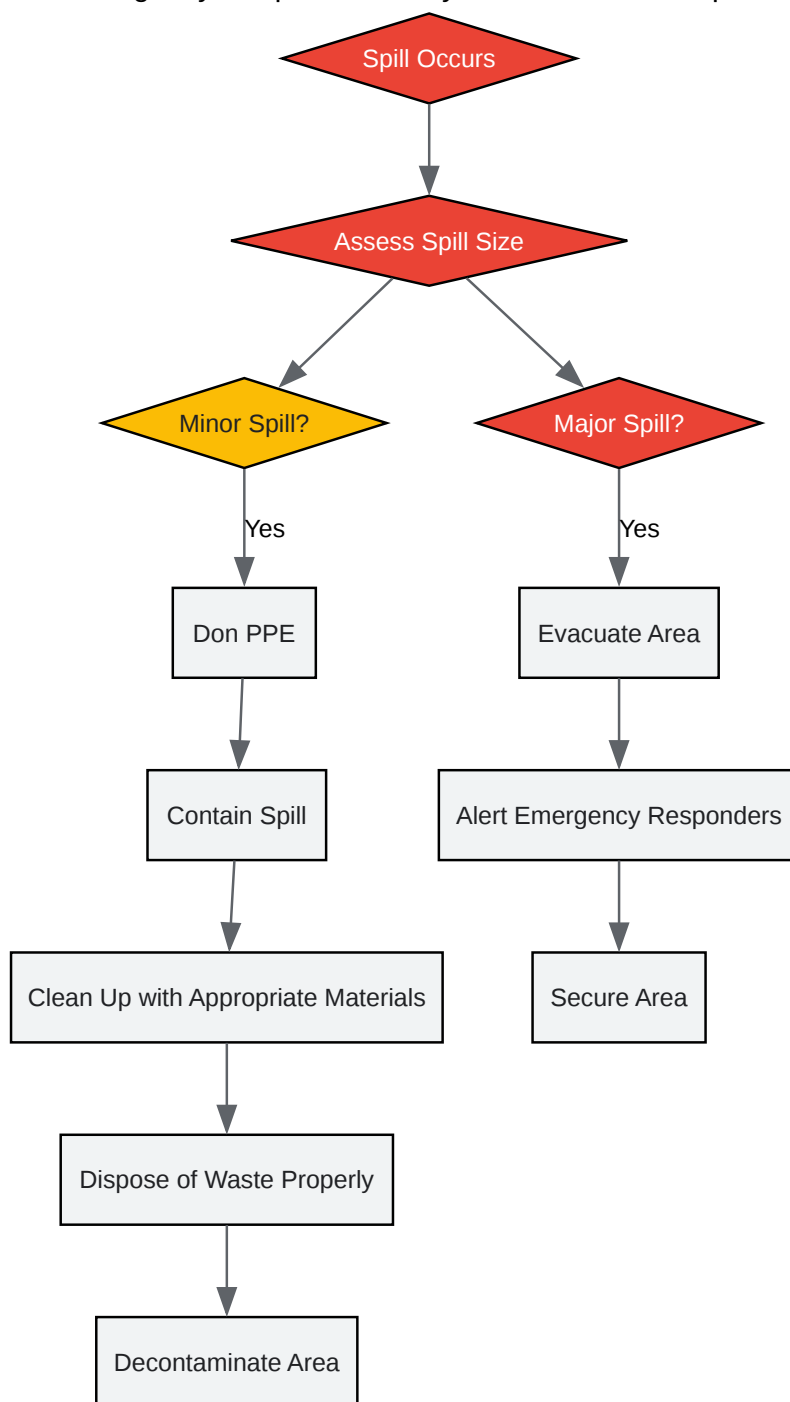 Spill Occurs
Assess Spill Size
Minor Spill?
Major Spill?
Yes
Yes
Don PPE
Evacuate Area
Contain Spill
Alert Emergency Responders
Clean Up with Appropriate Materials
Secure Area
Dispose of Waste Properly
Decontaminate Area